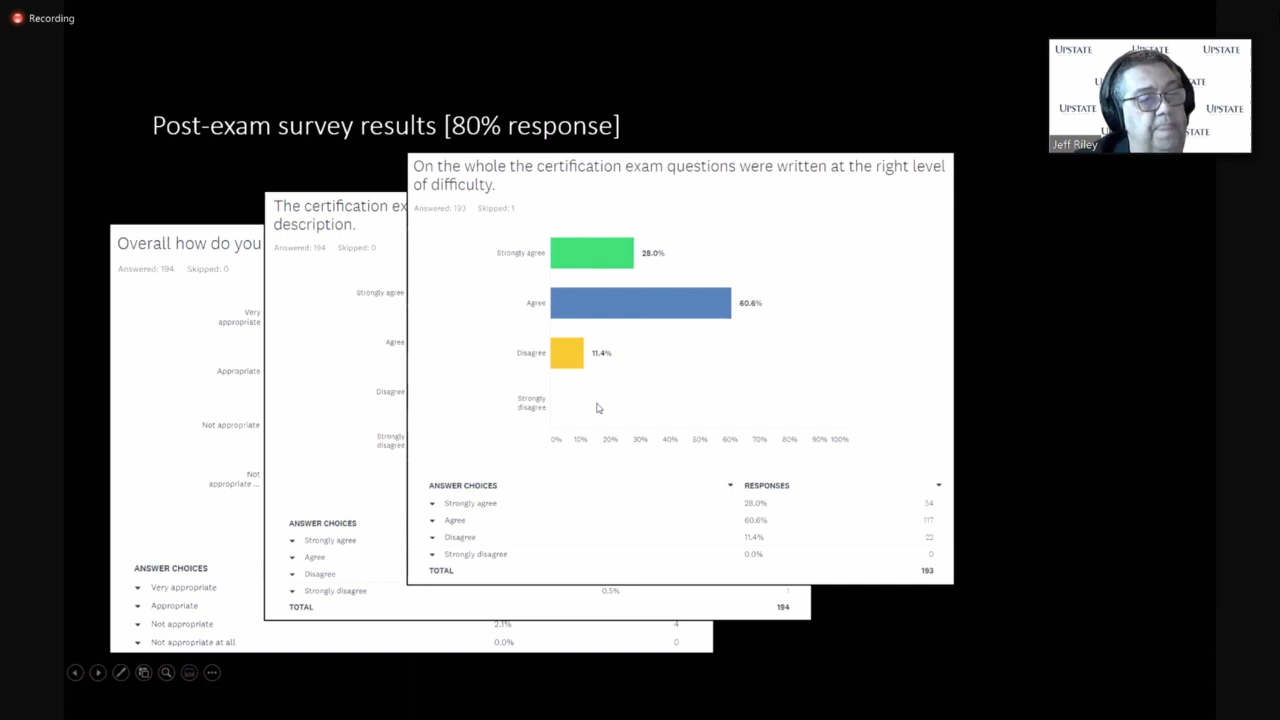 Recording
UPSTATE UPSTATE UPSTATE
UPSTATE UPSTATE
Jeff Riley
Post-exam survey results [80% response]
Overall how do you
Answered: 194 Skipped: 0
Very
appropriate
Appropriate
Not appropriate
Not
appropriate ...
ANSWER CHOICES
Very appropriate
Appropriate
Not appropriate 2.1% 4
Not appropriate at all 0.0% 0
The certification ex
description.
Answered: 194 Skipped: 0
Strongly agree
Agree
Disagree
Strongly
disagree
ANSWER CHOICES
Strongly agree
Agree
Disagree
Strongly disagree 0.5% 1
TOTAL 194
On the whole the certification exam questions were written at the right level
of difficulty.
Answered: 193 Skipped: 1
Strongly agree 28.0%
Agree 60.6%
Disagree 11.4%
Strongly
disagree
0% 10% 20% 30% 40% 50% 60% 70% 80% 90% 100%
ANSWER CHOICES RESPONSES
Strongly agree 28.0% 54
Agree 60.6% 117
Disagree 11.4% 22
Strongly disagree 0.0% 0
TOTAL 193